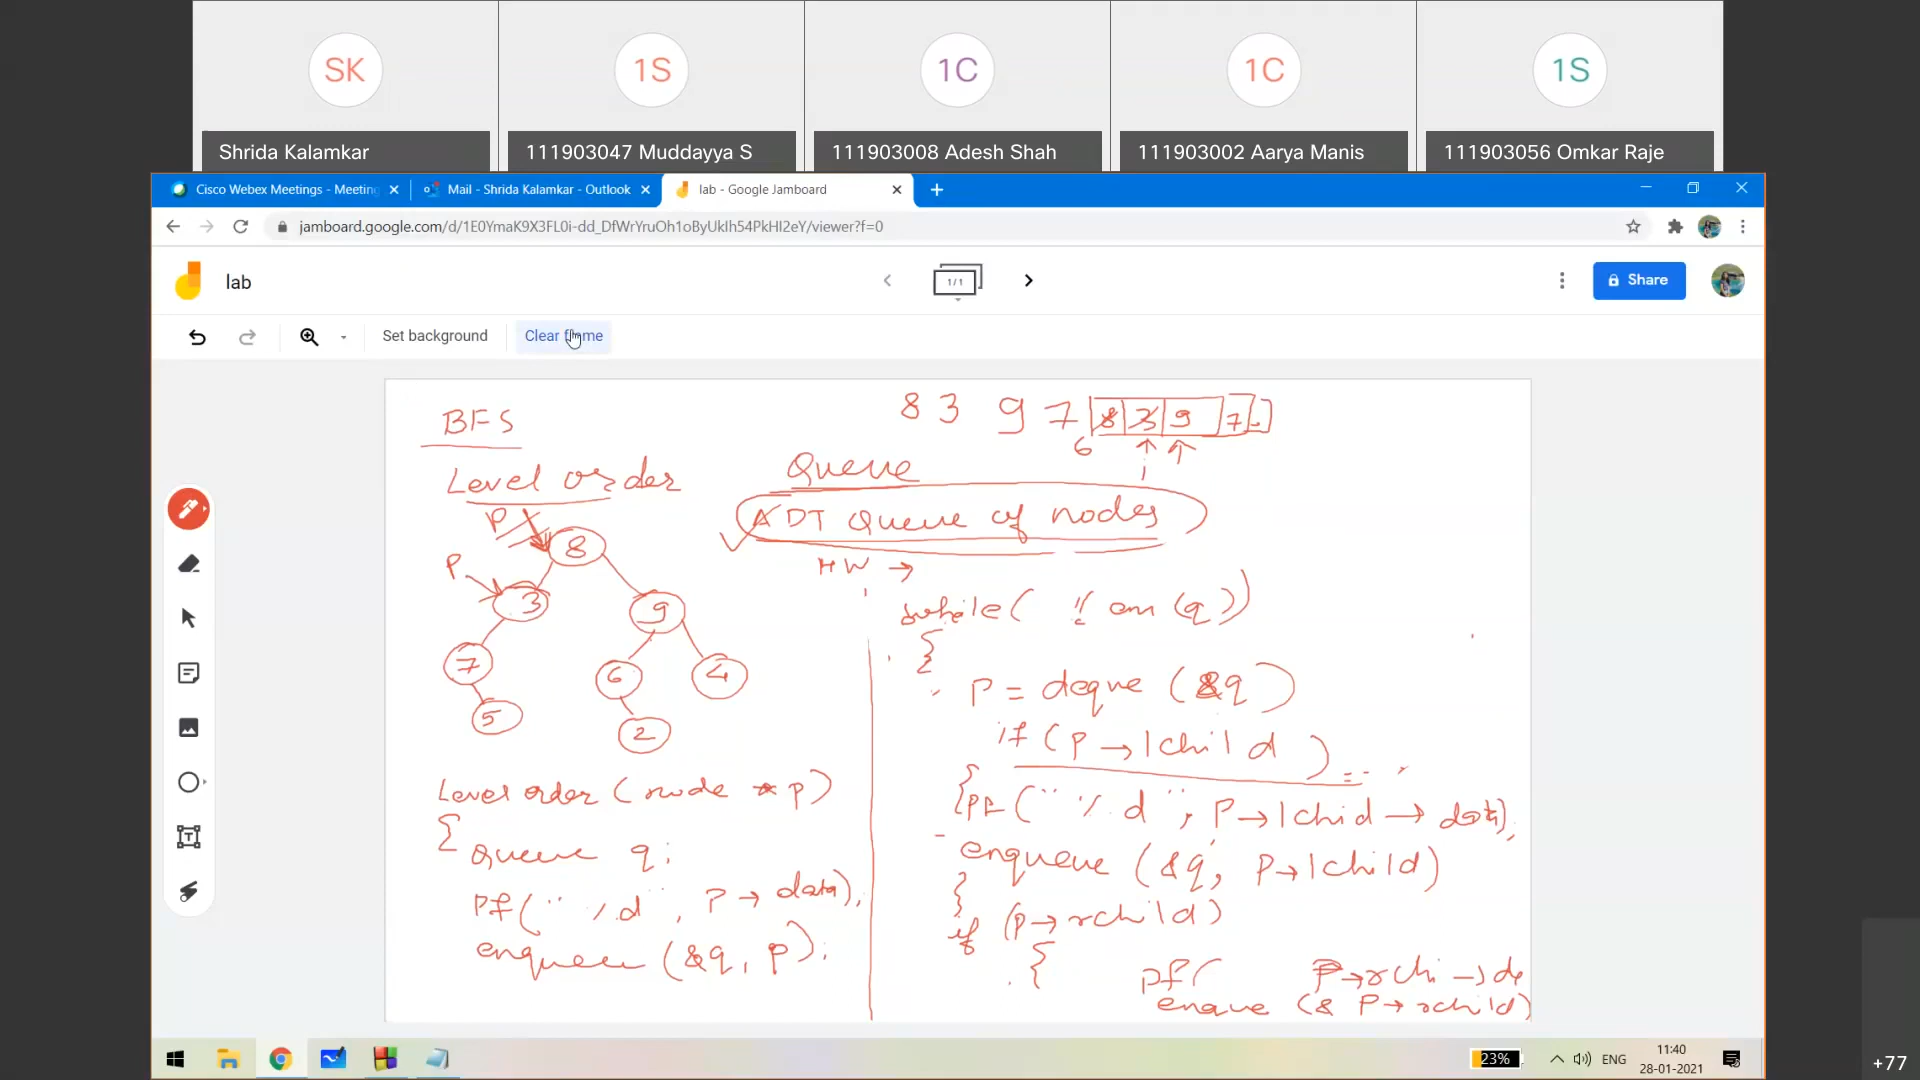 SK
1S
1C
1C
1S
Shrida Kalamkar
111903047 Muddayya S
111903008 Adesh Shah
111903002 Aarya Manis
111903056 Omkar Raje
Cisco Webex Meetings - Meeting
Mail - Shrida Kalamkar - Outlook
lab - Google Jamboard
jamboard.google.com/d/1E0YmaK9X3FL0i-dd_DfWrYruOh1oByUkIh54PkHI2eY/viewer?f=0
lab
1/1
Share
Set background
Clear frame
BFS
8 3 9 7 8 3 9 7
6
Level order
Queue
ADT Queue of nodes
HW →
P
P
8
3
9
7
6
4
5
2
Level order (node * p)
{
Queue q;
Pf("%d", P → data);
enqueue (&q, p);
while( ! em (q))
{
P = deque (&q)
if (P → lchild)
{pf("%d", P → lchid → data);
enqueue (&q, P→lchild)
}
if (P→rchild)
{
pf( P→rchi → da
enque (& P→ rchild)
23%
ENG
11:40
28-01-2021
+77